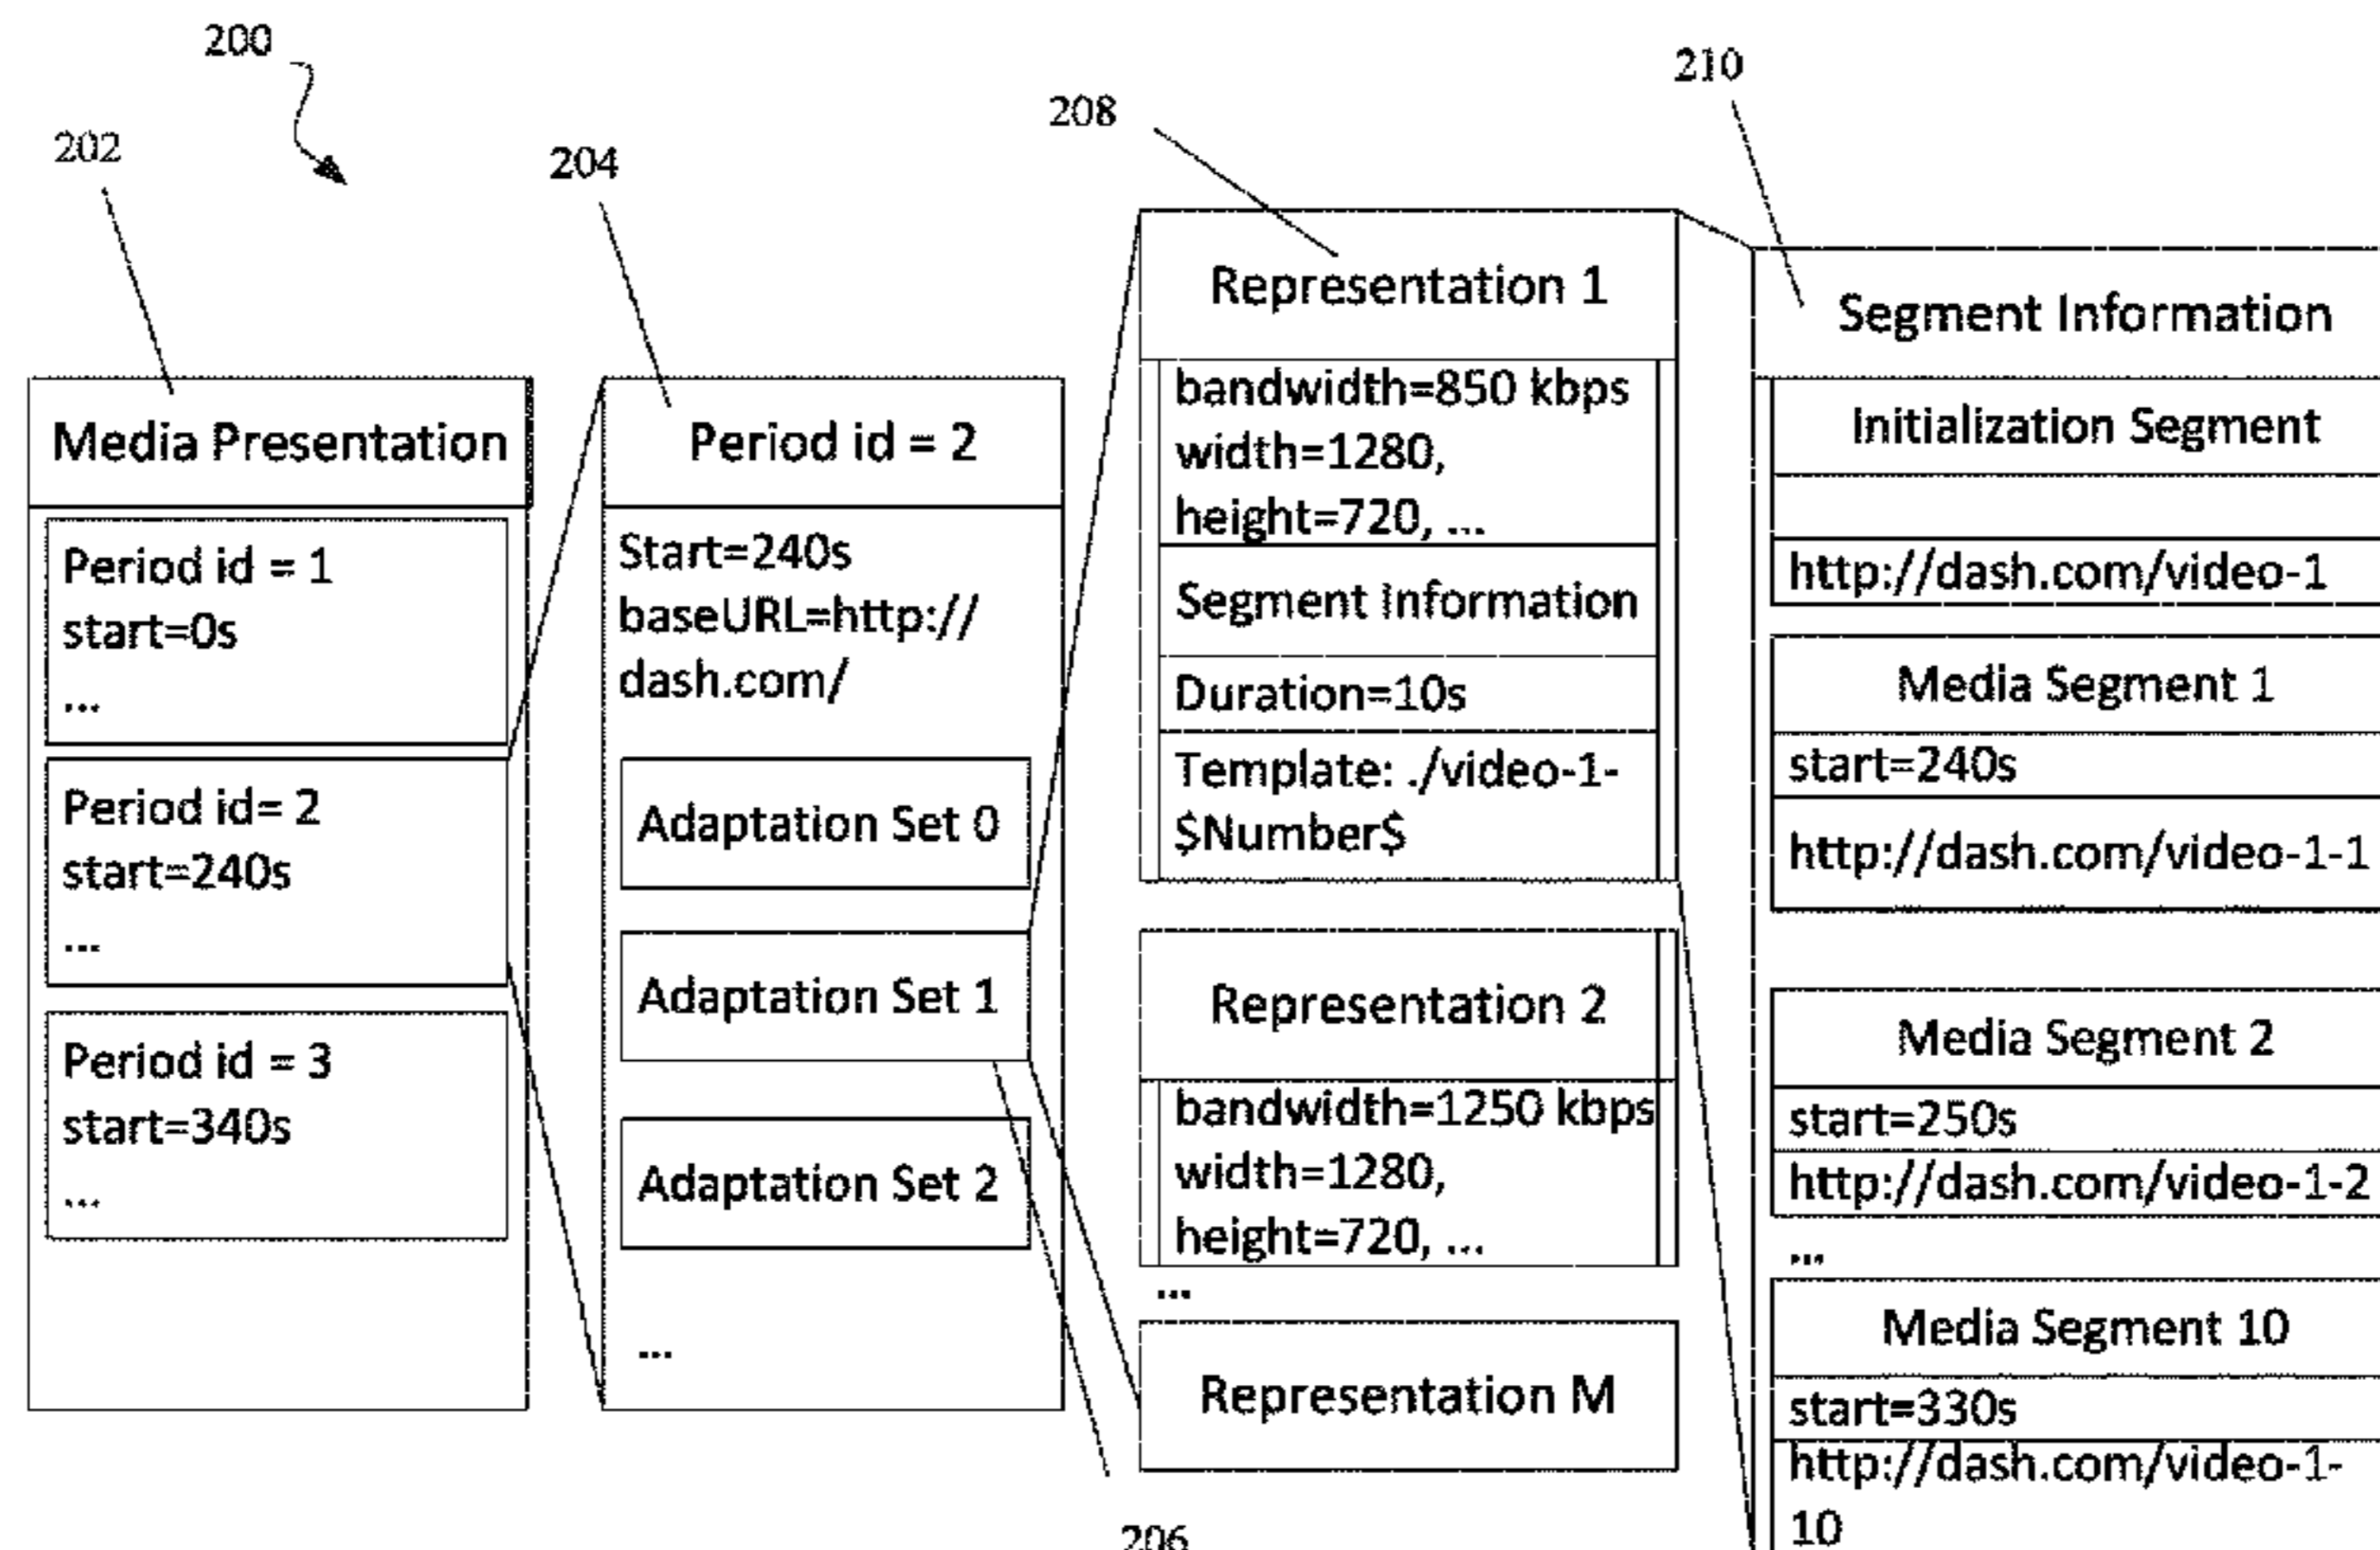 200
202
204
208
210
Media Presentation
Period id = 1
start=0s
...
Period id= 2
start=240s
...
Period id = 3
start=340s
...
Period id = 2
Start=240s
baseURL=http://
dash.com/
Adaptation Set 0
Adaptation Set 1
Adaptation Set 2
...
206
Representation 1
bandwidth=850 kbps
width=1280,
height=720, ...
Segment Information
Duration=10s
Template: ./video-1-
$Number$
Representation 2
bandwidth=1250 kbps
width=1280,
height=720, ...
...
Representation M
Segment Information
Initialization Segment
http://dash.com/video-1
Media Segment 1
start=240s
http://dash.com/video-1-1
Media Segment 2
start=250s
http://dash.com/video-1-2
...
Media Segment 10
start=330s
http://dash.com/video-1-
10